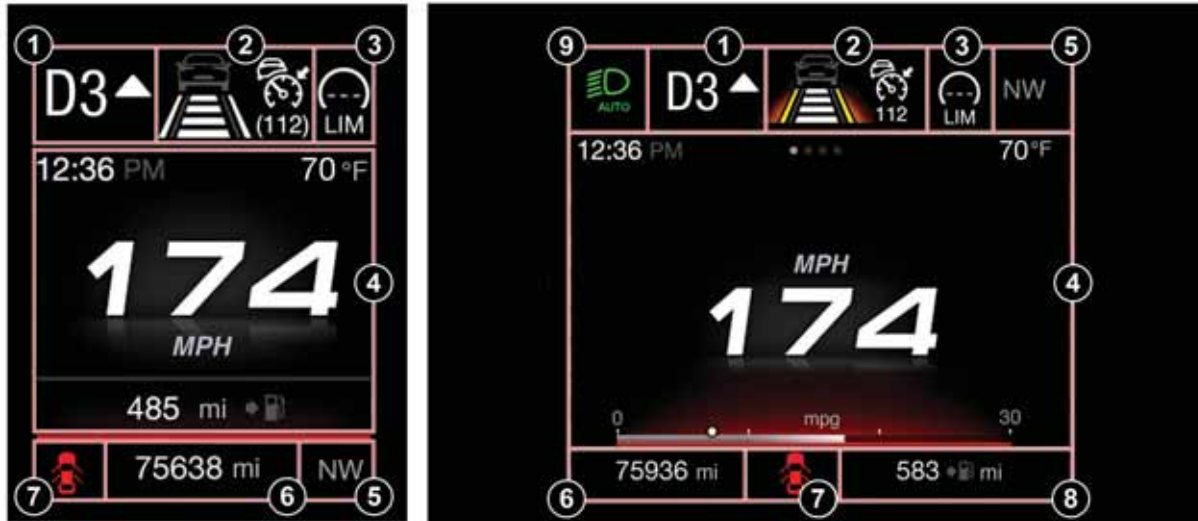 1 2 3
D3
(112)
LIM
12:36 PM 70 °F
174
MPH
4
485 mi
75638 mi NW
7 6 5
9 1 2 3 5
AUTO
D3
112
LIM
NW
12:36 PM 70 °F
MPH
174
4
0 mpg 30
75936 mi 583 mi
6 7 8